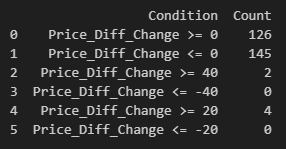 Condition Count
0 Price_Diff_Change >= 0 126
1 Price_Diff_Change <= 0 145
2 Price_Diff_Change >= 40 2
3 Price_Diff_Change <= -40 0
4 Price_Diff_Change >= 20 4
5 Price_Diff_Change <= -20 0